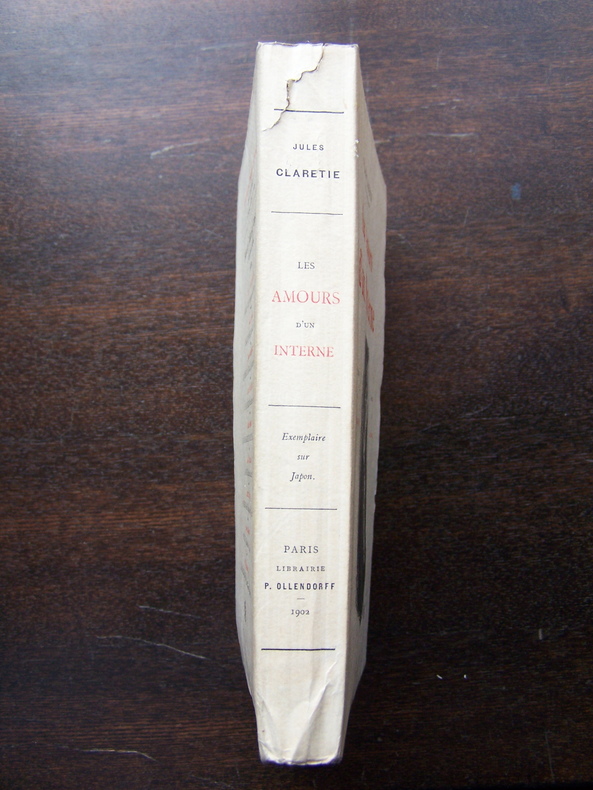 JULES
CLARETIE
LES
AMOURS
D'UN
INTERNE
Exemplaire
sur
Japon.
PARIS
LIBRAIRIE
P. OLLENDORFF
1902